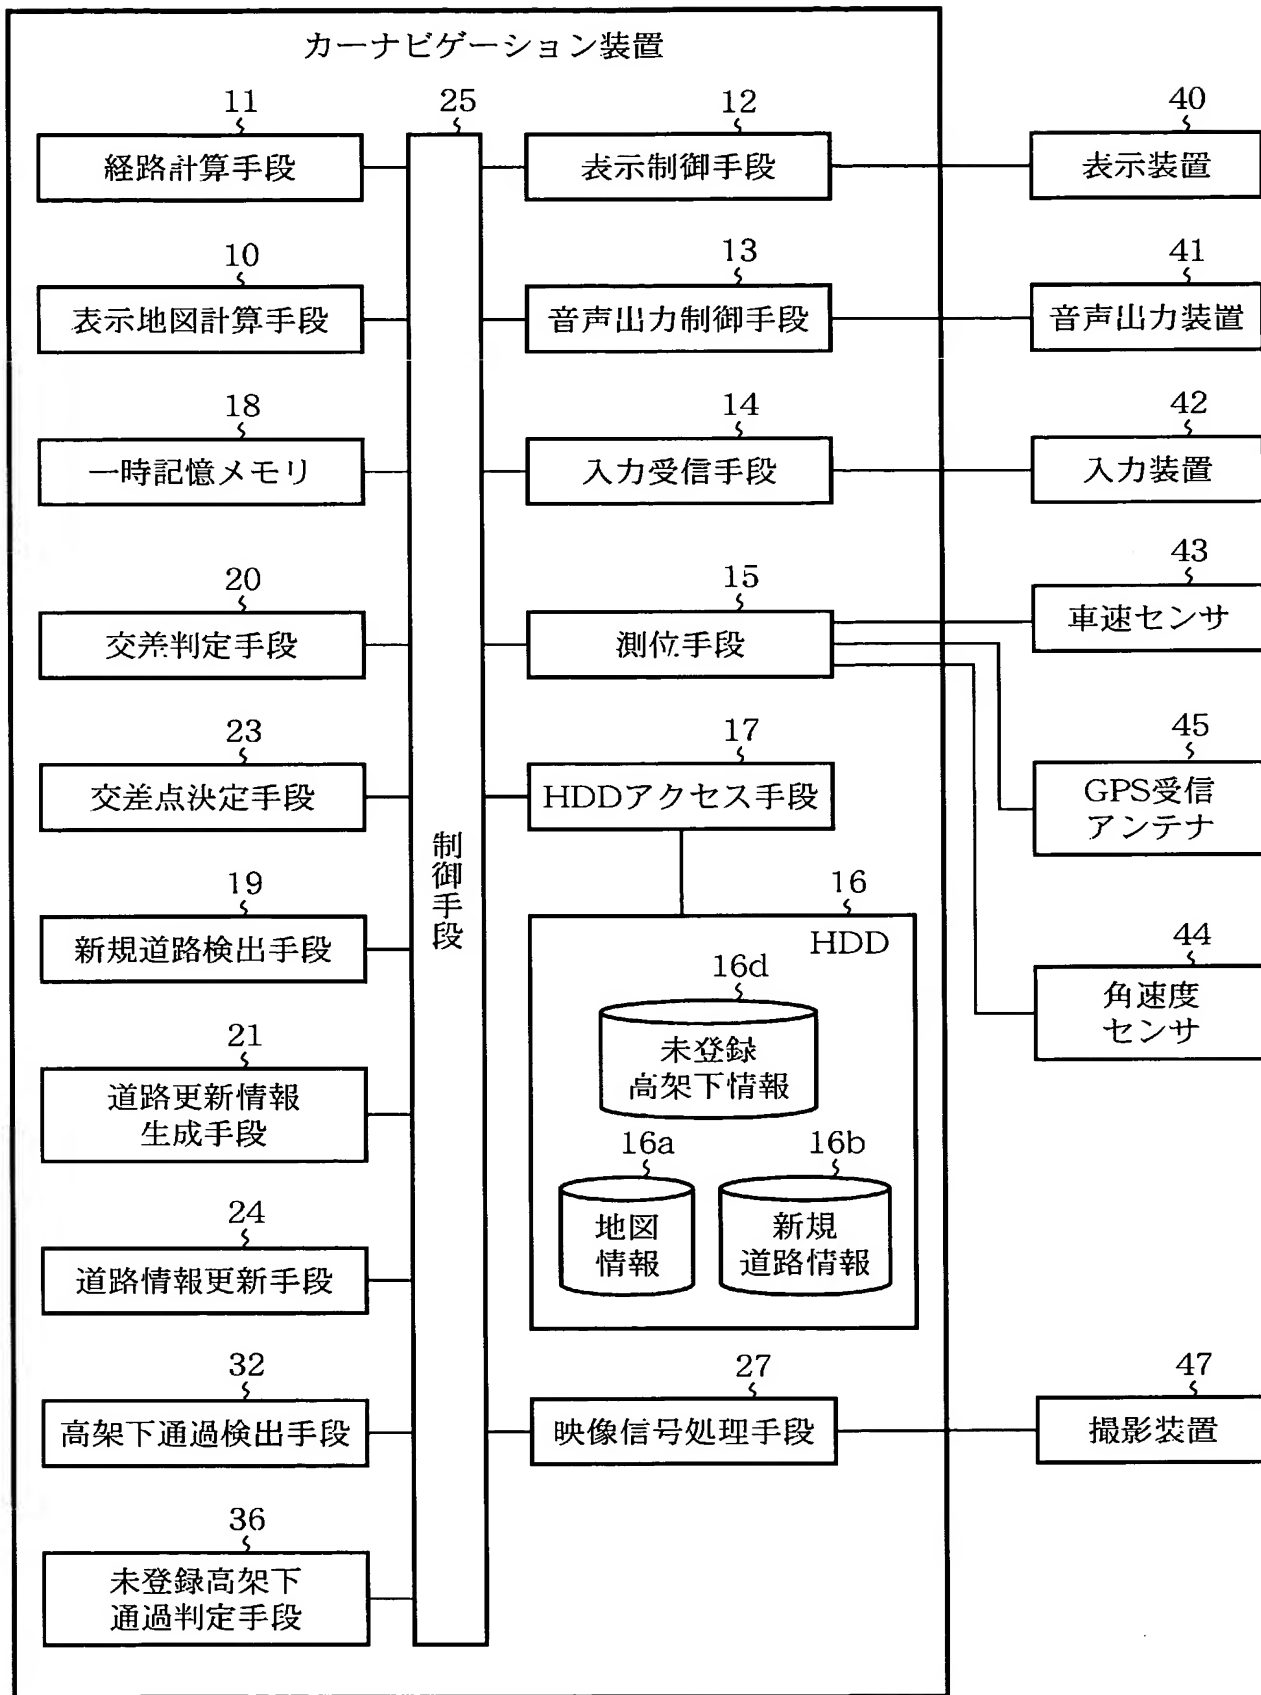 カーナビゲーション装置
11
25
12
40
経路計算手段
表示制御手段
表示装置
10
13
41
表示地図計算手段
音声出力制御手段
音声出力装置
18
14
42
一時記憶メモリ
入力受信手段
入力装置
43
20
15
車速センサ
交差判定手段
測位手段
23
17
45
交差点決定手段
HDDアクセス手段
GPS受信
アンテナ
制御手段
19
16
新規道路検出手段
HDD
44
16d
角速度
センサ
21
未登録
高架下情報
道路更新情報
生成手段
16a
16b
24
地図
情報
新規
道路情報
道路情報更新手段
32
27
47
高架下通過検出手段
映像信号処理手段
撮影装置
36
未登録高架下
通過判定手段